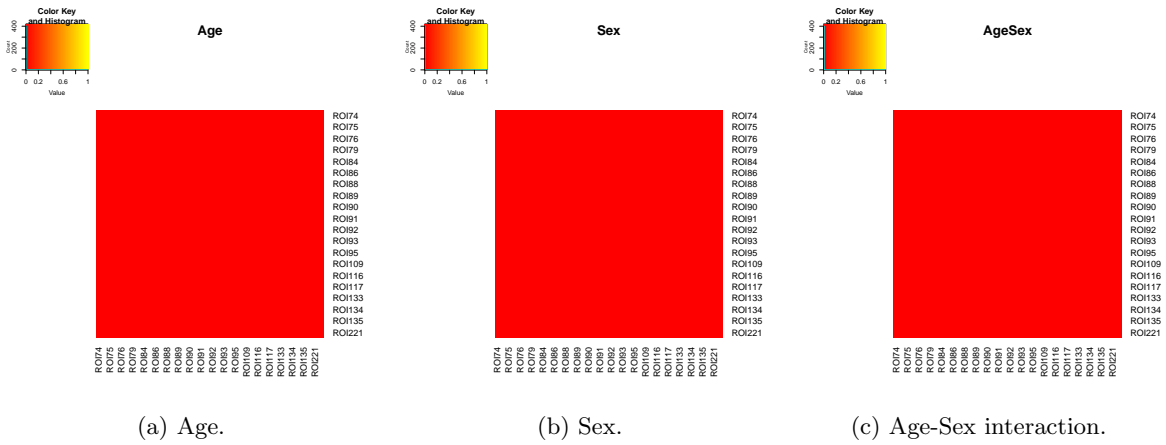 Color Key
and Histogram
Count
0 200 400
0 0.2 0.6 1
Value
Age
ROI74
ROI75
ROI76
ROI79
ROI84
ROI86
ROI88
ROI89
ROI90
ROI91
ROI92
ROI93
ROI95
ROI109
ROI116
ROI117
ROI133
ROI134
ROI135
ROI221
ROI74 ROI75 ROI76 ROI79 ROI84 ROI86 ROI88 ROI89 ROI90 ROI91 ROI92 ROI93 ROI95 ROI109 ROI116 ROI117 ROI133 ROI134 ROI135 ROI221
(a) Age.
Color Key
and Histogram
Count
0 200 400
0 0.2 0.6 1
Value
Sex
ROI74
ROI75
ROI76
ROI79
ROI84
ROI86
ROI88
ROI89
ROI90
ROI91
ROI92
ROI93
ROI95
ROI109
ROI116
ROI117
ROI133
ROI134
ROI135
ROI221
ROI74 ROI75 ROI76 ROI79 ROI84 ROI86 ROI88 ROI89 ROI90 ROI91 ROI92 ROI93 ROI95 ROI109 ROI116 ROI117 ROI133 ROI134 ROI135 ROI221
(b) Sex.
Color Key
and Histogram
Count
0 200 400
0 0.2 0.6 1
Value
AgeSex
ROI74
ROI75
ROI76
ROI79
ROI84
ROI86
ROI88
ROI89
ROI90
ROI91
ROI92
ROI93
ROI95
ROI109
ROI116
ROI117
ROI133
ROI134
ROI135
ROI221
ROI74 ROI75 ROI76 ROI79 ROI84 ROI86 ROI88 ROI89 ROI90 ROI91 ROI92 ROI93 ROI95 ROI109 ROI116 ROI117 ROI133 ROI134 ROI135 ROI221
(c) Age-Sex interaction.